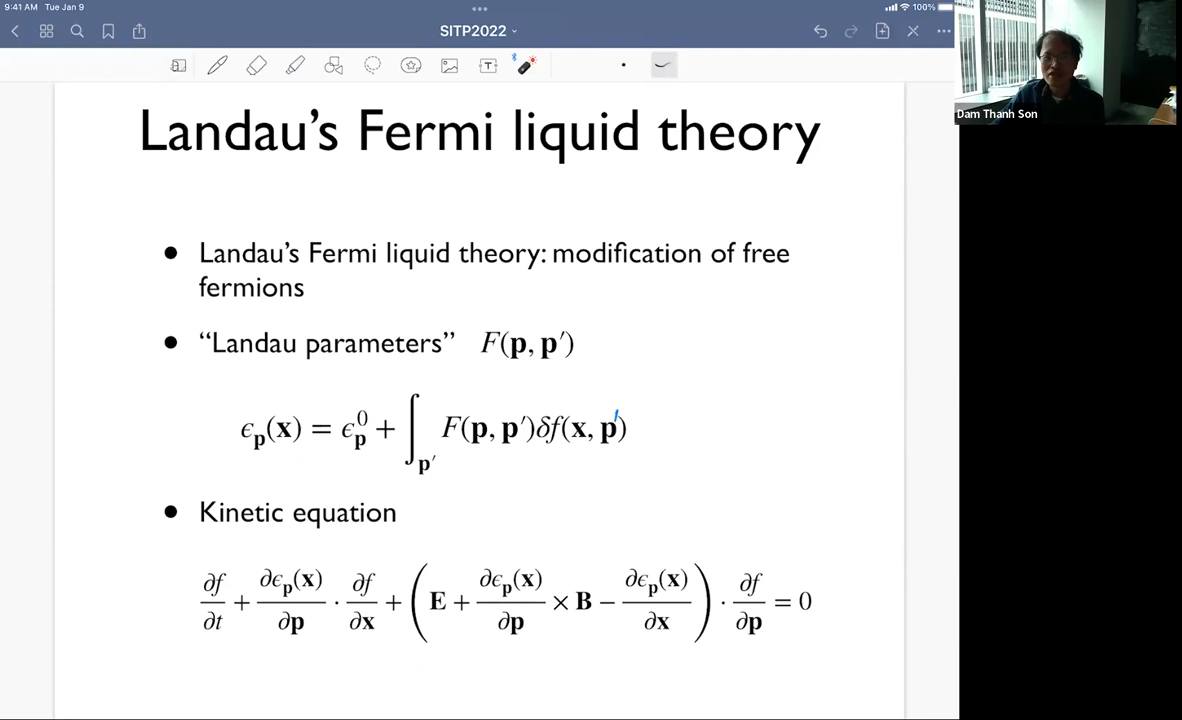 9:41 AM Tue Jan 9
100%
SITP2022
Dam Thanh Son
Landau’s Fermi liquid theory
• Landau’s Fermi liquid theory: modification of free
fermions
• “Landau parameters” F(p, p′)
ϵ_p(x) = ϵ_p^0 + ∫_p′ F(p, p′)δf(x, p′)
• Kinetic equation
∂f/∂t + ∂ϵ_p(x)/∂p · ∂f/∂x + (E + ∂ϵ_p(x)/∂p × B − ∂ϵ_p(x)/∂x) · ∂f/∂p = 0